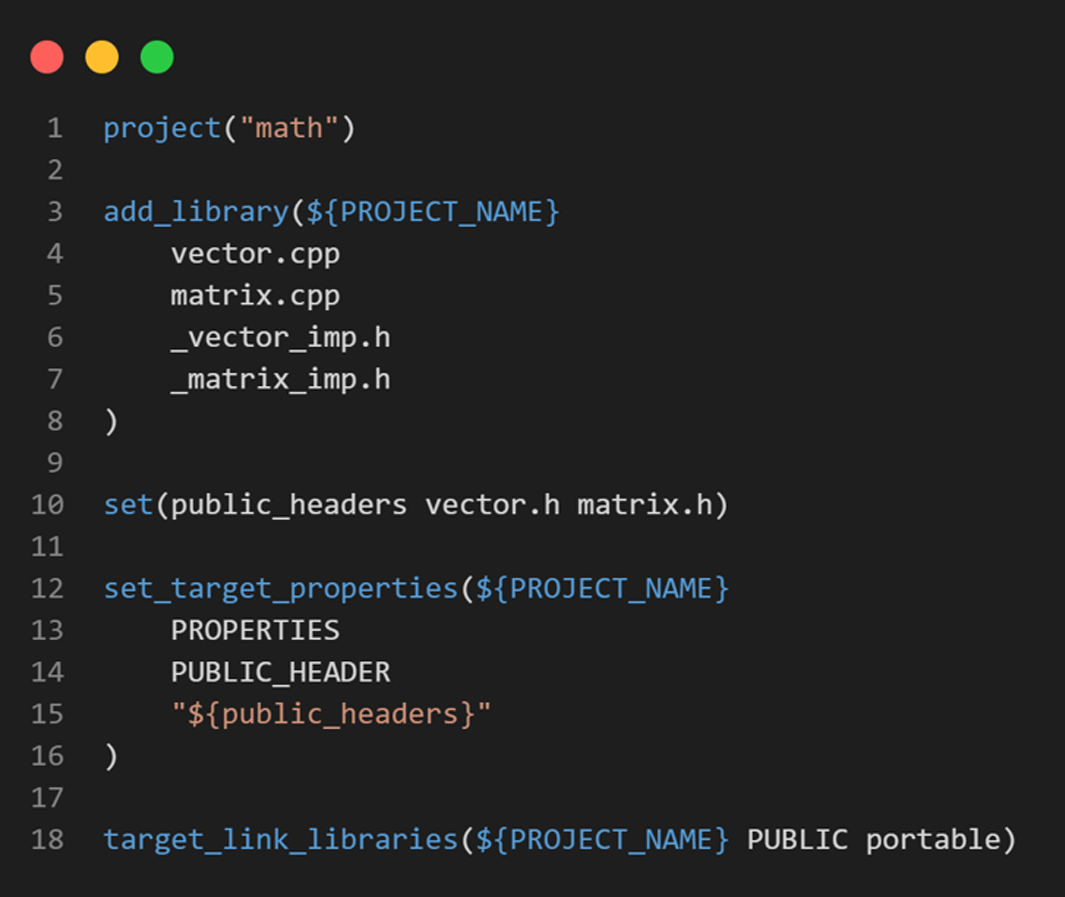 1 project("math")
2
3 add_library(${PROJECT_NAME}
4     vector.cpp
5     matrix.cpp
6     _vector_imp.h
7     _matrix_imp.h
8 )
9
10 set(public_headers vector.h matrix.h)
11
12 set_target_properties(${PROJECT_NAME}
13     PROPERTIES
14     PUBLIC_HEADER
15     "${public_headers}"
16 )
17
18 target_link_libraries(${PROJECT_NAME} PUBLIC portable)